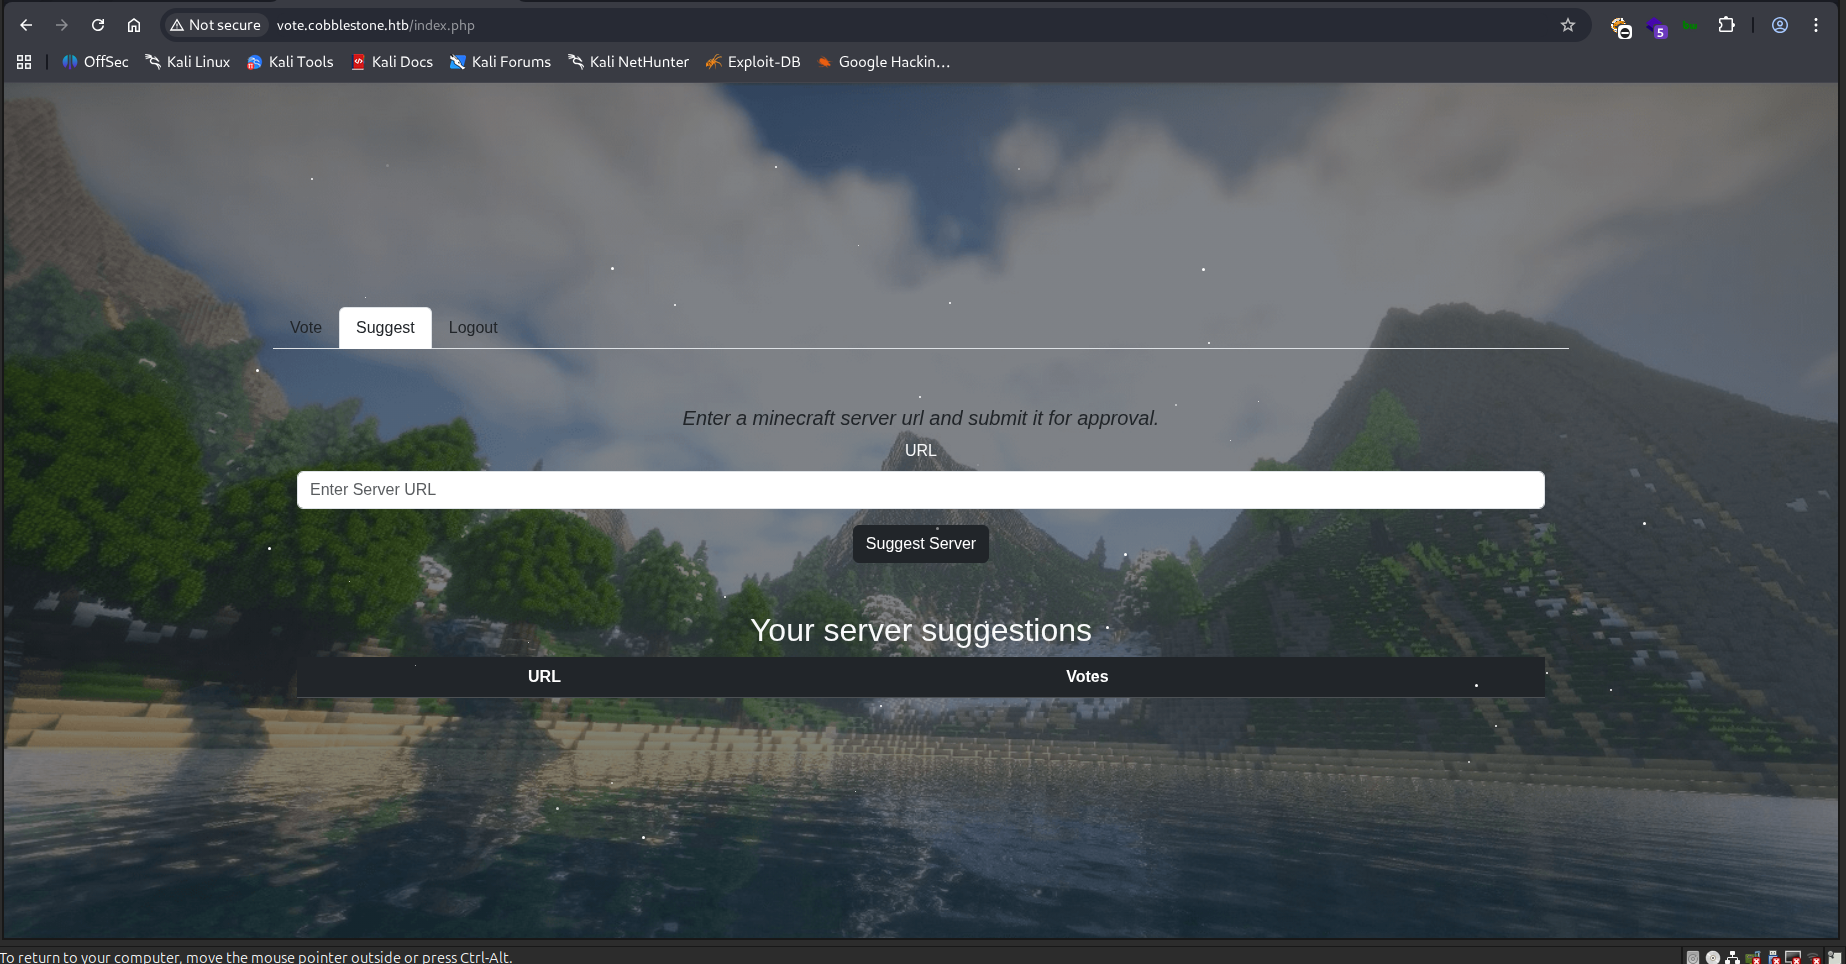 Not secure vote.cobblestone.htb/index.php
5 bw
OffSec Kali Linux Kali Tools Kali Docs Kali Forums Kali NetHunter Exploit-DB Google Hackin...
Vote Suggest Logout
Enter a minecraft server url and submit it for approval.
URL
Enter Server URL
Suggest Server
Your server suggestions
URL Votes
To return to your computer, move the mouse pointer outside or press Ctrl-Alt.